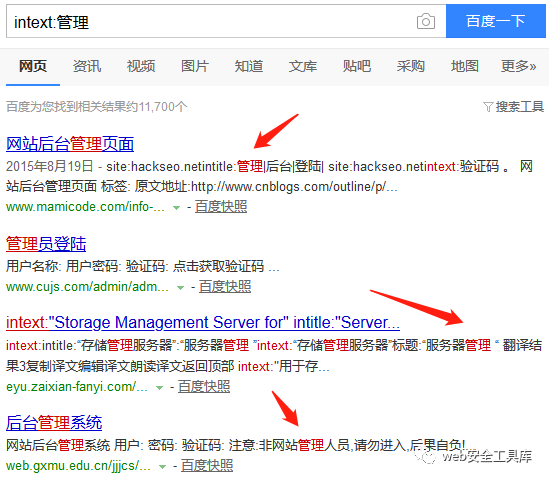 intext:管理
百度一下
网页 资讯 视频 图片 知道 文库 贴吧 采购 地图 更多»
百度为您找到相关结果约11,700个 搜索工具
网站后台管理页面
2015年8月19日 - site:hackseo.netintitle:管理|后台|登陆| site:hackseo.netintext:验证码 。 网
站后台管理页面 标签: 原文地址:http://www.cnblogs.com/outline/p/...
www.mamicode.com/info-... - 百度快照
管理员登陆
用户名称: 用户密码: 验证码: 点击获取验证码 ...
www.cujs.com/admin/adm... - 百度快照
intext:"Storage Management Server for" intitle:"Server...
intext:intitle:“存储管理服务器”:“服务器管理 ”intext:“存储管理服务器”标题:“服务器管理 “ 翻译结
果3复制译文编辑译文朗读译文返回顶部 intext:"用于存...
eyu.zaixian-fanyi.com/... - 百度快照
后台管理系统
网站后台管理系统 用户: 密码: 验证码: 注意:非网站管理人员,请勿进入,后果自负!...
web.gxmu.edu.cn/jjjcs/... - 百度快照
web安全工具库